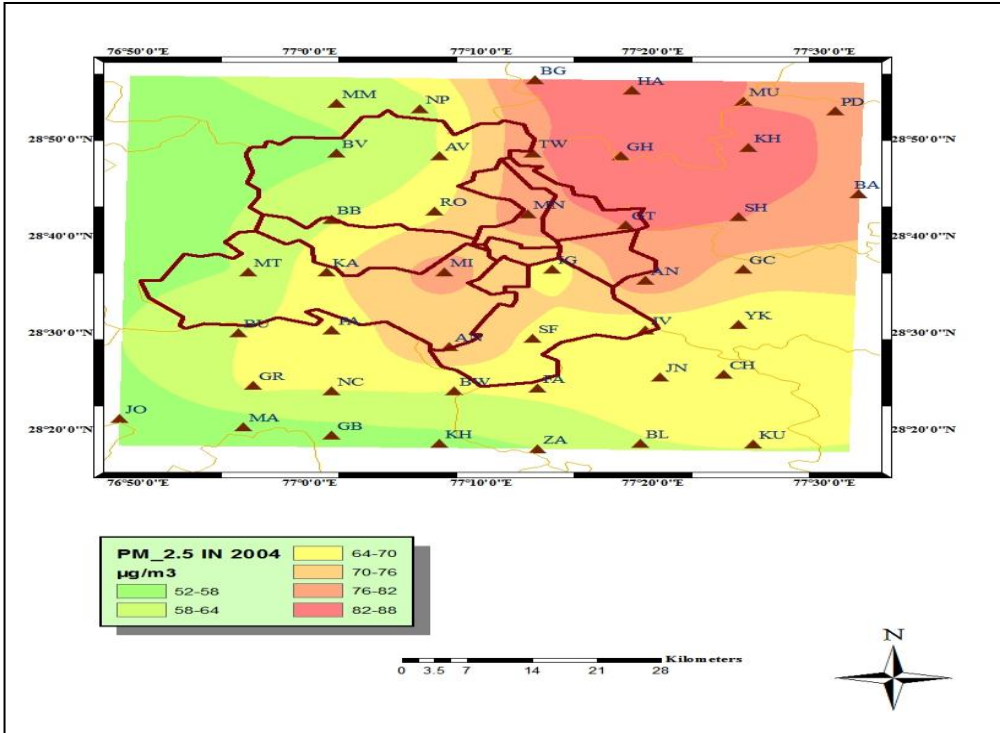 76°50'0"E 77°0'0"E 77°10'0"E 77°20'0"E 77°30'0"E
BG HA MU PD
MM NP
28°50'0"N BV AV TW GH KH 28°50'0"N
BA
BB RO MN GT SH
28°40'0"N 28°40'0"N
MT KA MI IG AN GC
28°30'0"N BU PA AN SF IV YK 28°30'0"N
GR NC BW FA JN CH
JO MA GB KH ZA BL KU
28°20'0"N 28°20'0"N
76°50'0"E 77°0'0"E 77°10'0"E 77°20'0"E 77°30'0"E
PM_2.5 IN 2004
µg/m3
52-58
58-64
64-70
70-76
76-82
82-88
Kilometers
0 3.5 7 14 21 28
N